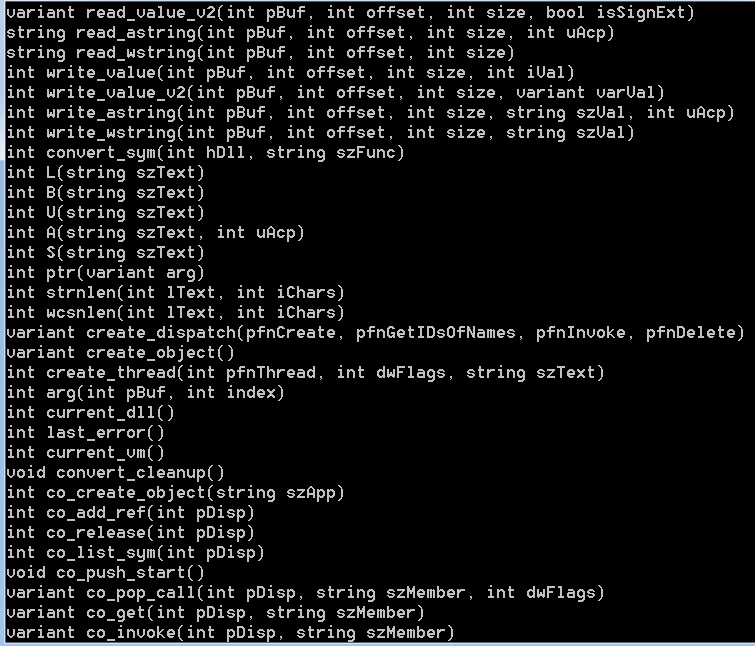 variant read_value_v2(int pBuf, int offset, int size, bool isSignExt)
string read_astring(int pBuf, int offset, int size, int uAcp)
string read_wstring(int pBuf, int offset, int size)
int write_value(int pBuf, int offset, int size, int iVal)
int write_value_v2(int pBuf, int offset, int size, variant varVal)
int write_astring(int pBuf, int offset, int size, string szVal, int uAcp)
int write_wstring(int pBuf, int offset, int size, string szVal)
int convert_sym(int hDll, string szFunc)
int L(string szText)
int B(string szText)
int U(string szText)
int A(string szText, int uAcp)
int S(string szText)
int ptr(variant arg)
int strnlen(int lText, int iChars)
int wcsnlen(int lText, int iChars)
variant create_dispatch(pfnCreate, pfnGetIDsOfNames, pfnInvoke, pfnDelete)
variant create_object()
int create_thread(int pfnThread, int dwFlags, string szText)
int arg(int pBuf, int index)
int current_dll()
int last_error()
int current_vm()
void convert_cleanup()
int co_create_object(string szApp)
int co_add_ref(int pDisp)
int co_release(int pDisp)
int co_list_sym(int pDisp)
void co_push_start()
variant co_pop_call(int pDisp, string szMember, int dwFlags)
variant co_get(int pDisp, string szMember)
variant co_invoke(int pDisp, string szMember)